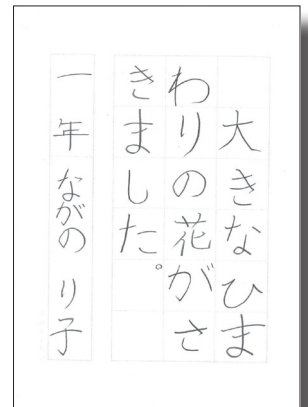 大きなひま
わりの花がさ
きました。
一年 ながの り子